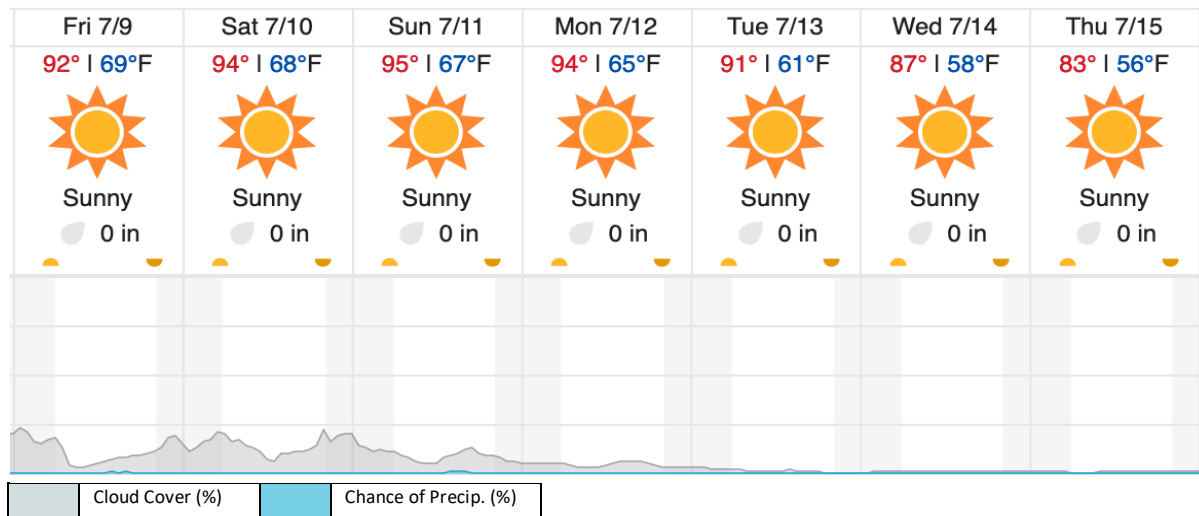 Fri 7/9 Sat 7/10 Sun 7/11 Mon 7/12 Tue 7/13 Wed 7/14 Thu 7/15
92° | 69°F 94° | 68°F 95° | 67°F 94° | 65°F 91° | 61°F 87° | 58°F 83° | 56°F
Sunny Sunny Sunny Sunny Sunny Sunny Sunny
0 in 0 in 0 in 0 in 0 in 0 in 0 in
Cloud Cover (%) Chance of Precip. (%)